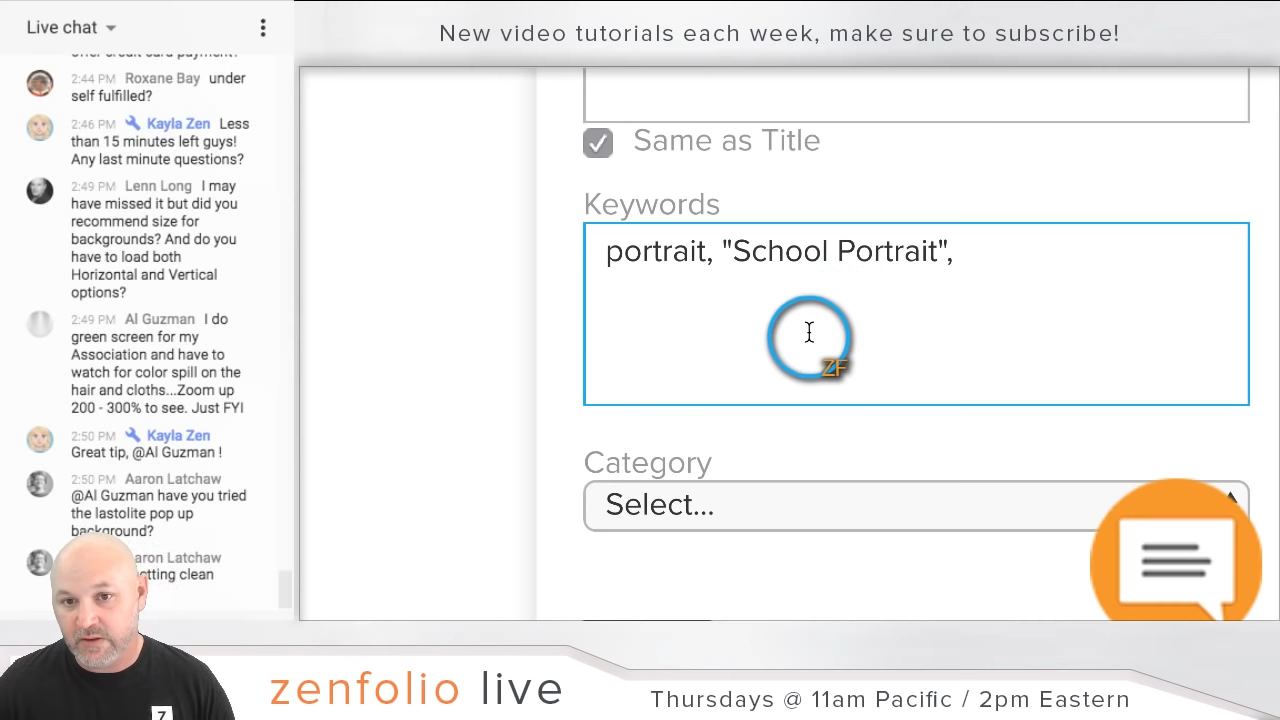 Live chat
New video tutorials each week, make sure to subscribe!
2:44 PM Roxane Bay under
self fulfilled?
2:46 PM Kayla Zen Less
than 15 minutes left guys!
Any last minute questions?
2:49 PM Lenn Long I may
have missed it but did you
recommend size for
backgrounds? And do you
have to load both
Horizontal and Vertical
options?
2:49 PM Al Guzman I do
green screen for my
Association and have to
watch for color spill on
the hair and cloths...Zoom up
200 - 300% to see. Just FYI
2:50 PM Kayla Zen
Great tip, @Al Guzman !
2:50 PM Aaron Latchaw
@Al Guzman have you tried
the lastolite pop up
background?
Latchaw
clean
Same as Title
Keywords
portrait, "School Portrait",
ZF
Category
Select...
Z
zenfolio live
Thursdays @ 11am Pacific / 2pm Eastern